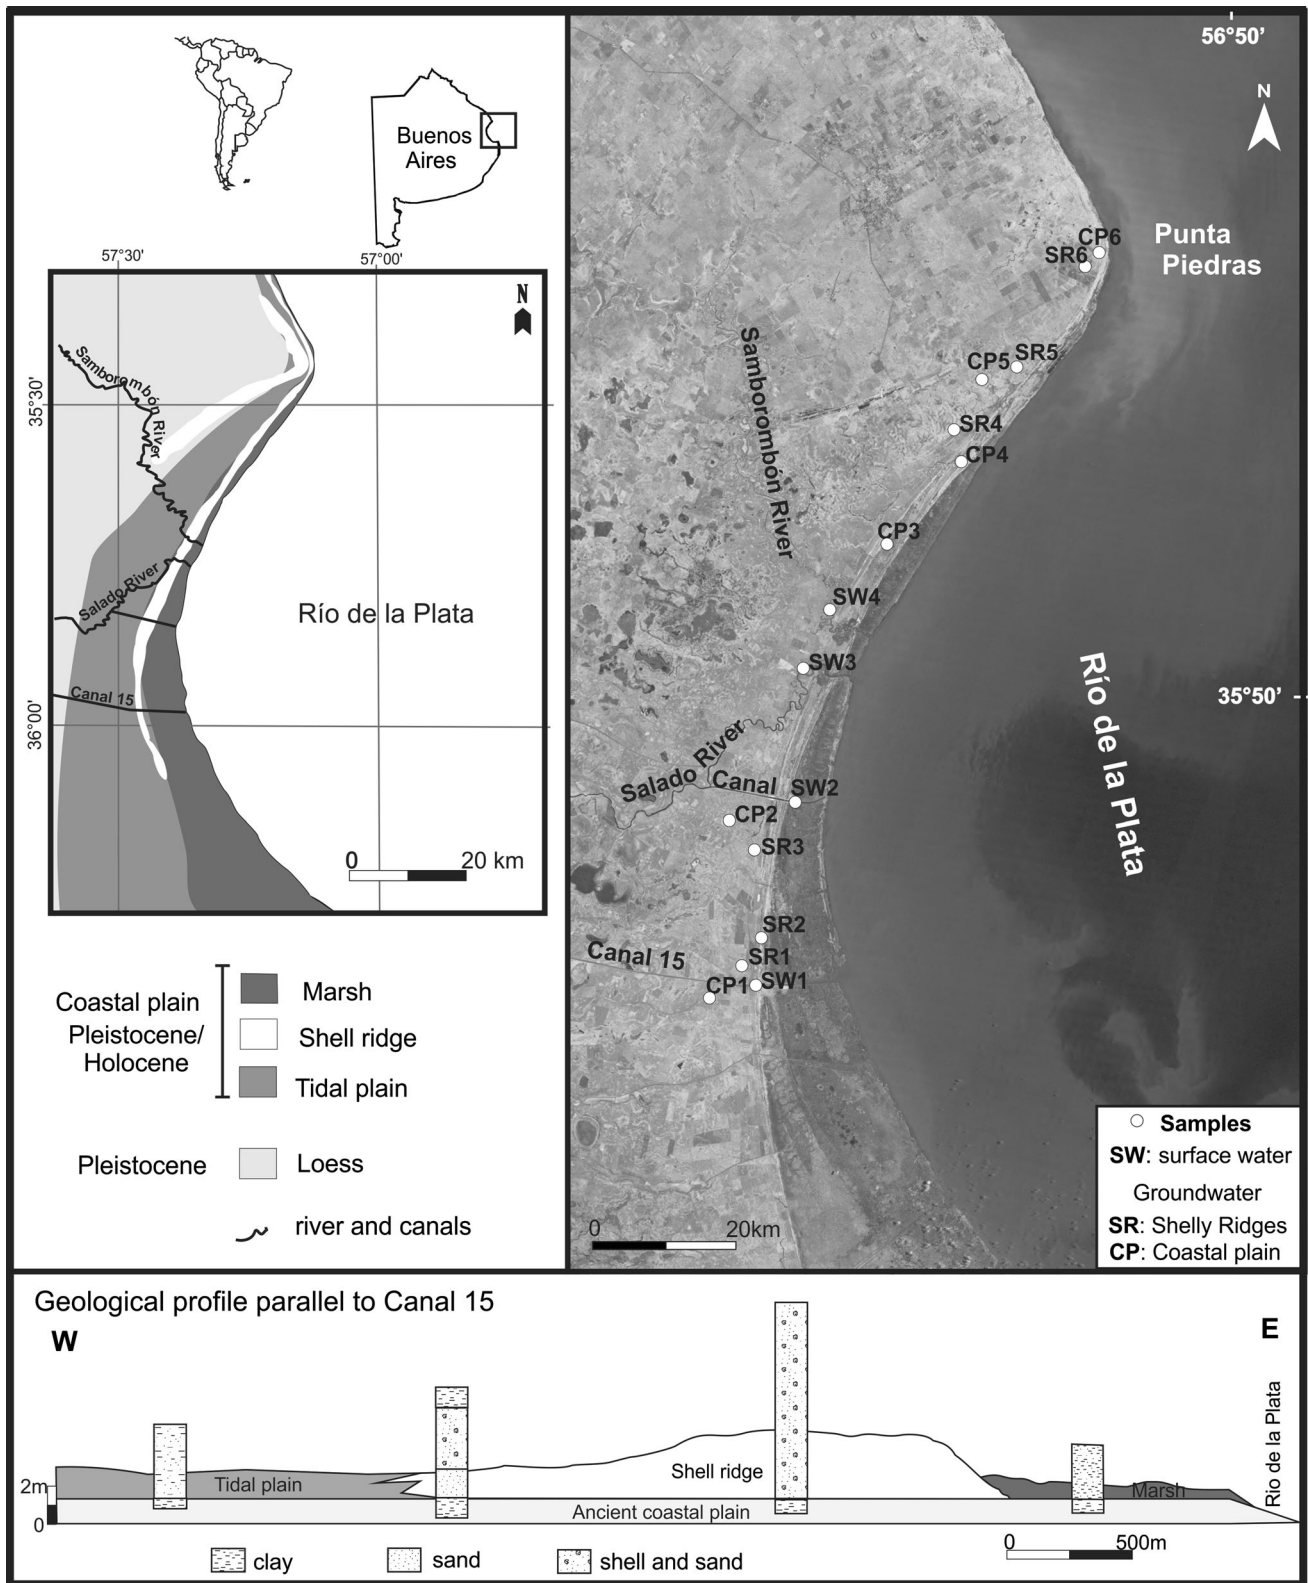 Buenos
Aires
57°30'
57°00'
N
35°30'
36°00'
Samborombón River
Salado River
Canal 15
Río de la Plata
0 20 km
Coastal plain
Pleistocene/
Holocene
Marsh
Shell ridge
Tidal plain
Pleistocene
Loess
river and canals
56°50'
N
Punta
Piedras
CP6
SR6
CP5
SR5
SR4
CP4
CP3
SW4
SW3
Samborombón River
Salado River
Canal
SW2
CP2
SR3
SR2
SR1
SW1
CP1
Canal 15
35°50'
Río de la Plata
0 20km
Samples
SW: surface water
Groundwater
SR: Shelly Ridges
CP: Coastal plain
Geological profile parallel to Canal 15
W
E
2m
0
Tidal plain
Shell ridge
Marsh
Ancient coastal plain
Rio de la Plata
clay
sand
shell and sand
0 500m